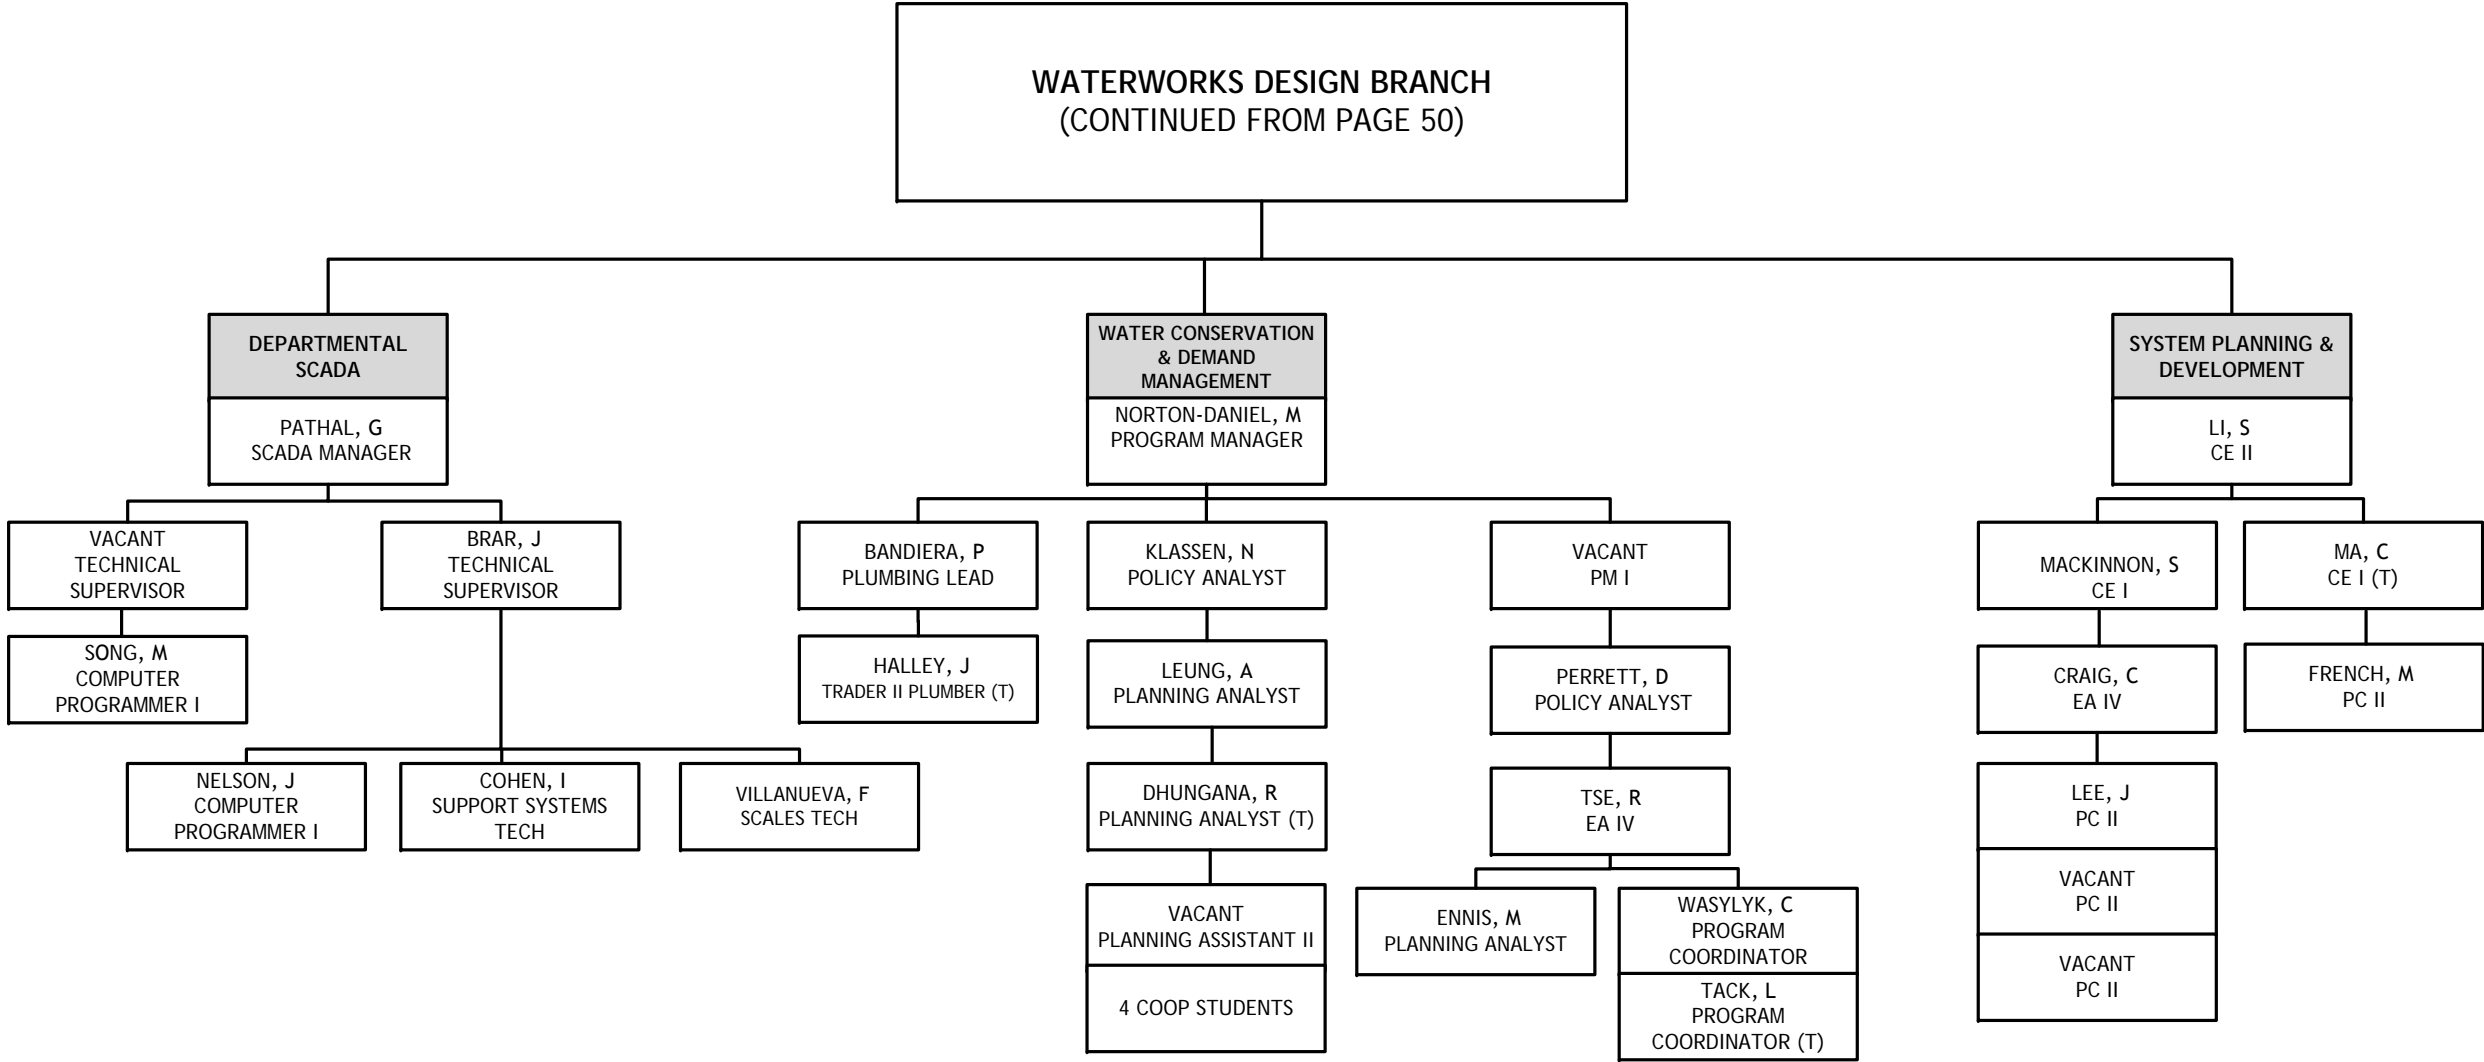 WATERWORKS DESIGN BRANCH
(CONTINUED FROM PAGE 50)
DEPARTMENTAL
SCADA
PATHAL, G
SCADA MANAGER
VACANT
TECHNICAL
SUPERVISOR
SONG, M
COMPUTER
PROGRAMMER I
BRAR, J
TECHNICAL
SUPERVISOR
NELSON, J
COMPUTER
PROGRAMMER I
COHEN, I
SUPPORT SYSTEMS
TECH
VILLANUEVA, F
SCALES TECH
WATER CONSERVATION
& DEMAND
MANAGEMENT
NORTON-DANIEL, M
PROGRAM MANAGER
BANDIERA, P
PLUMBING LEAD
HALLEY, J
TRADER II PLUMBER (T)
KLASSEN, N
POLICY ANALYST
LEUNG, A
PLANNING ANALYST
DHUNGANA, R
PLANNING ANALYST (T)
VACANT
PLANNING ASSISTANT II
4 COOP STUDENTS
VACANT
PM I
PERRETT, D
POLICY ANALYST
TSE, R
EA IV
ENNIS, M
PLANNING ANALYST
WASYLYK, C
PROGRAM
COORDINATOR
TACK, L
PROGRAM
COORDINATOR (T)
SYSTEM PLANNING &
DEVELOPMENT
LI, S
CE II
MACKINNON, S
CE I
CRAIG, C
EA IV
LEE, J
PC II
VACANT
PC II
VACANT
PC II
MA, C
CE I (T)
FRENCH, M
PC II